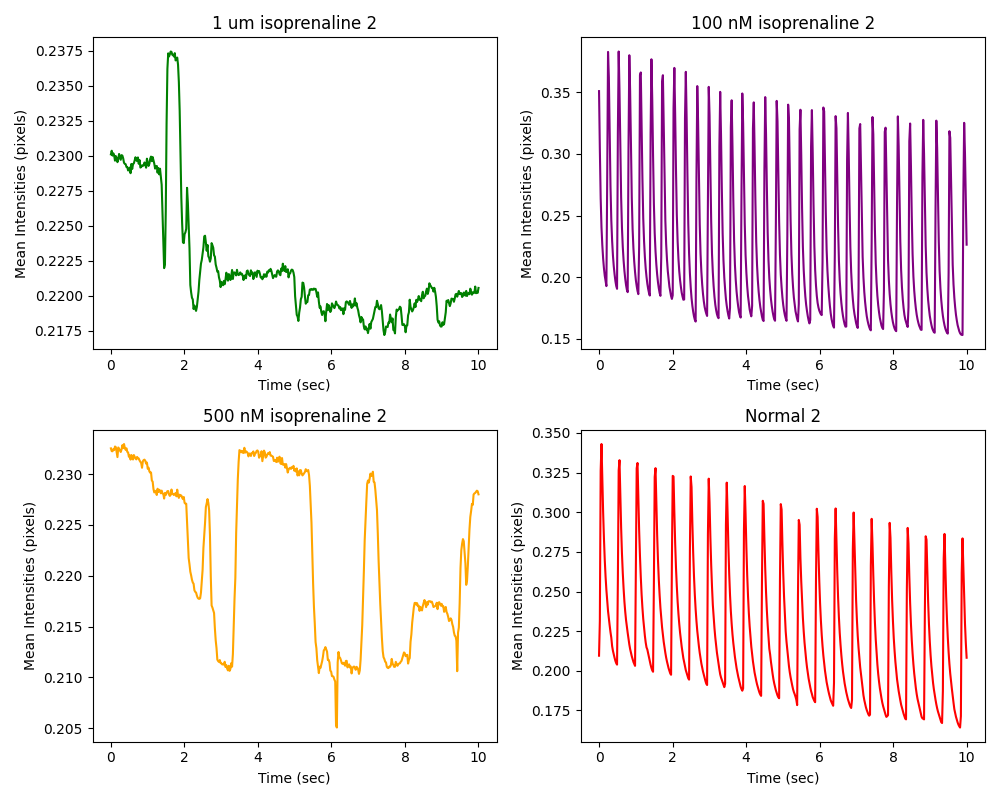 1 um isoprenaline 2
Mean Intensities (pixels)
0.2375
0.2350
0.2325
0.2300
0.2275
0.2250
0.2225
0.2200
0.2175
0 2 4 6 8 10
Time (sec)
100 nM isoprenaline 2
Mean Intensities (pixels)
0.35
0.30
0.25
0.20
0.15
0 2 4 6 8 10
Time (sec)
500 nM isoprenaline 2
Mean Intensities (pixels)
0.230
0.225
0.220
0.215
0.210
0.205
0 2 4 6 8 10
Time (sec)
Normal 2
Mean Intensities (pixels)
0.350
0.325
0.300
0.275
0.250
0.225
0.200
0.175
0 2 4 6 8 10
Time (sec)